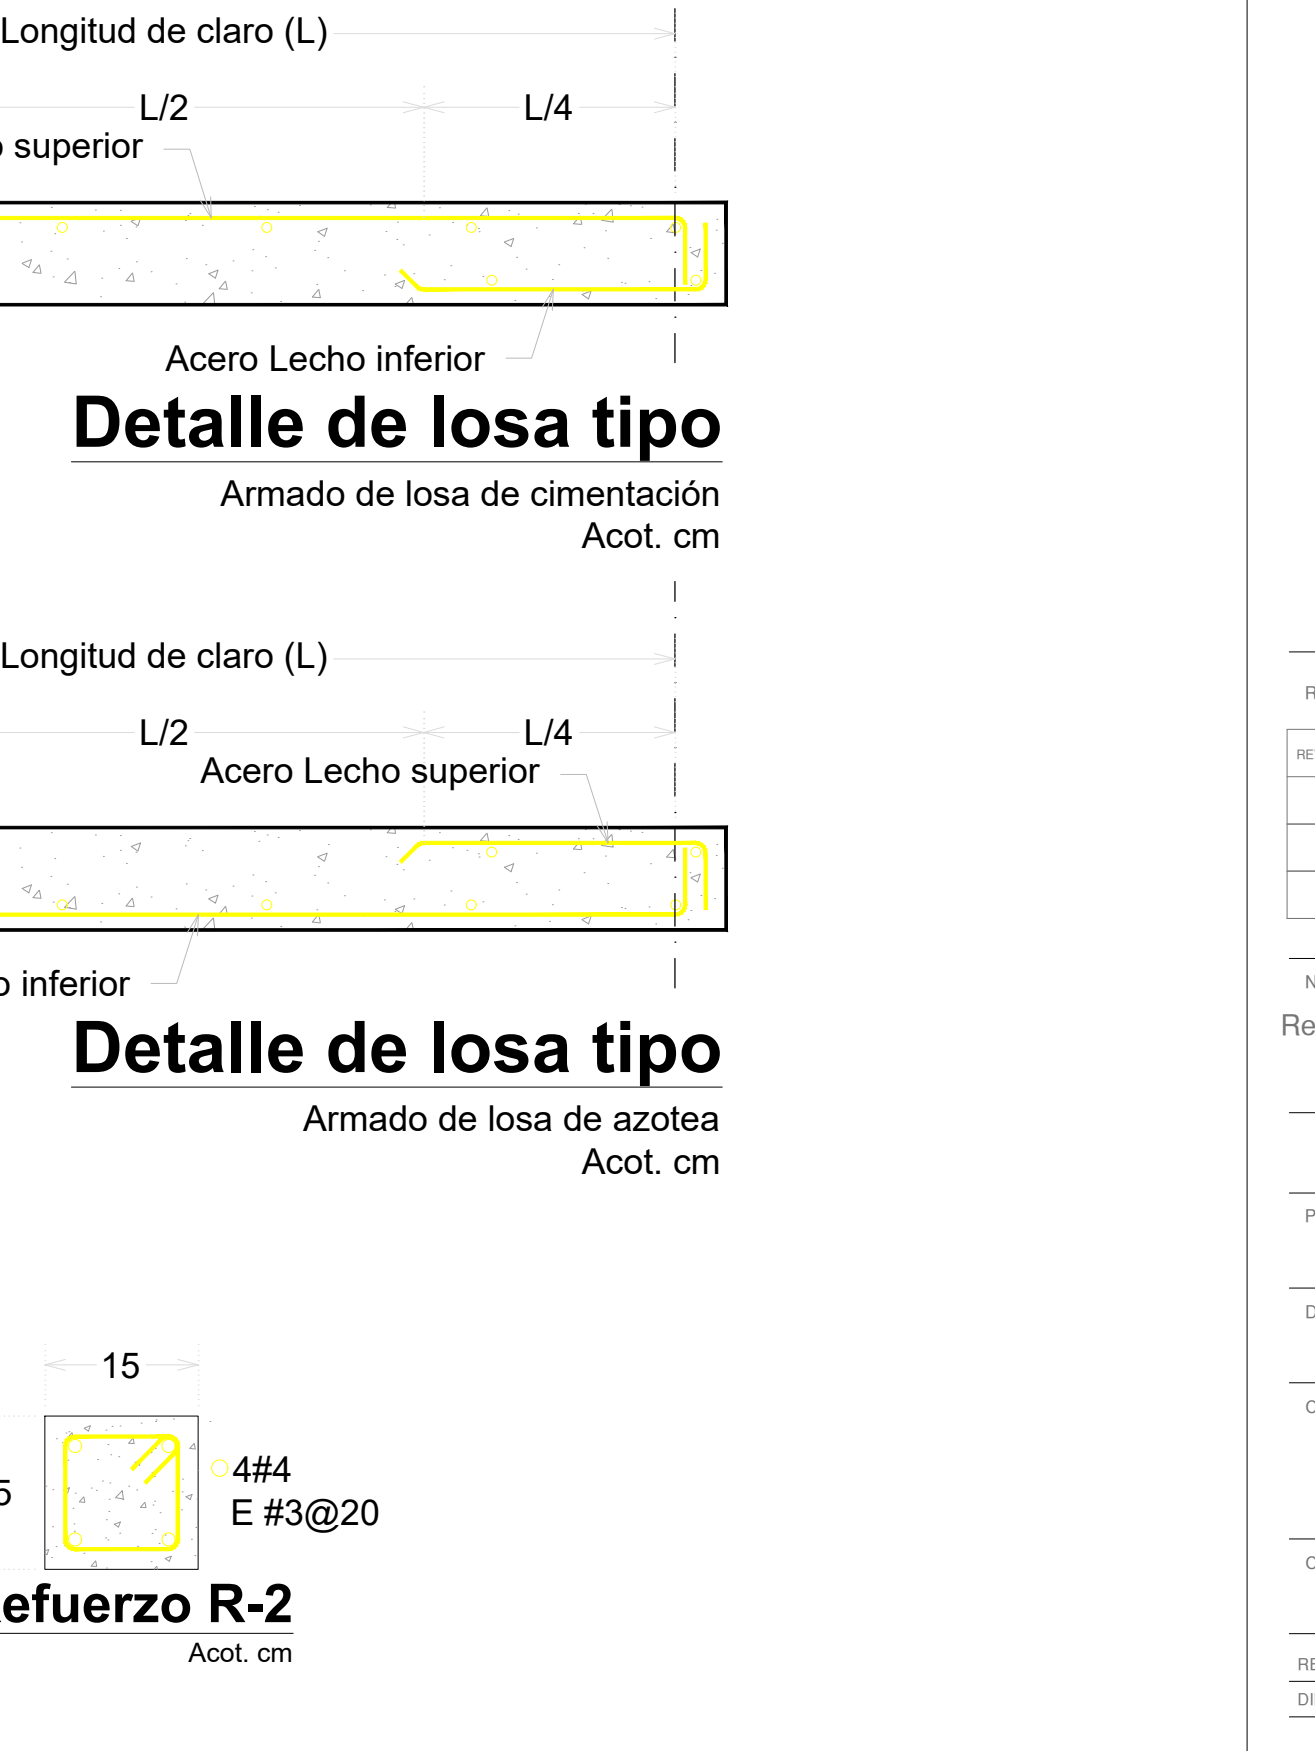 Longitud de claro (L)
L/2
L/4
superior
Acero Lecho inferior
Detalle de losa tipo
Armado de losa de cimentación
Acot. cm
Longitud de claro (L)
L/2
L/4
Acero Lecho superior
inferior
Detalle de losa tipo
Armado de losa de azotea
Acot. cm
15
4#4
E #3@20
efuerzo R-2
Acot. cm